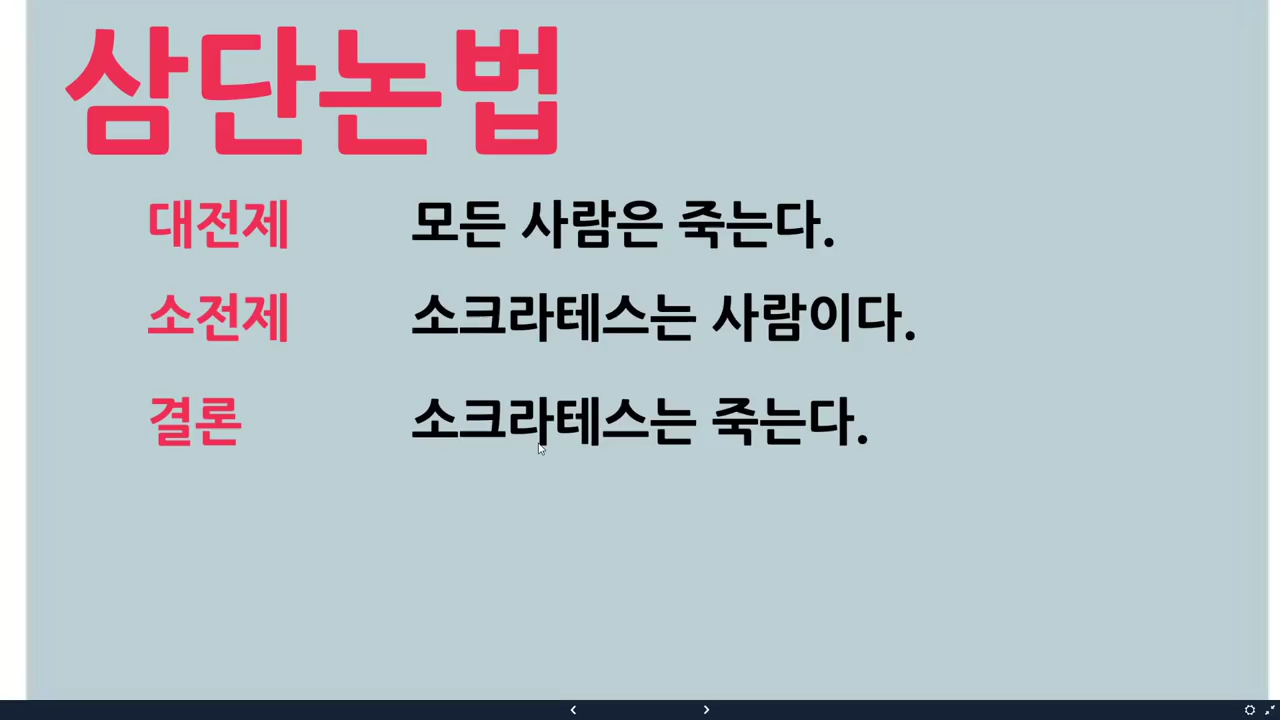 삼단논법
대전제 모든 사람은 죽는다.
소전제 소크라테스는 사람이다.
결론 소크라테스는 죽는다.